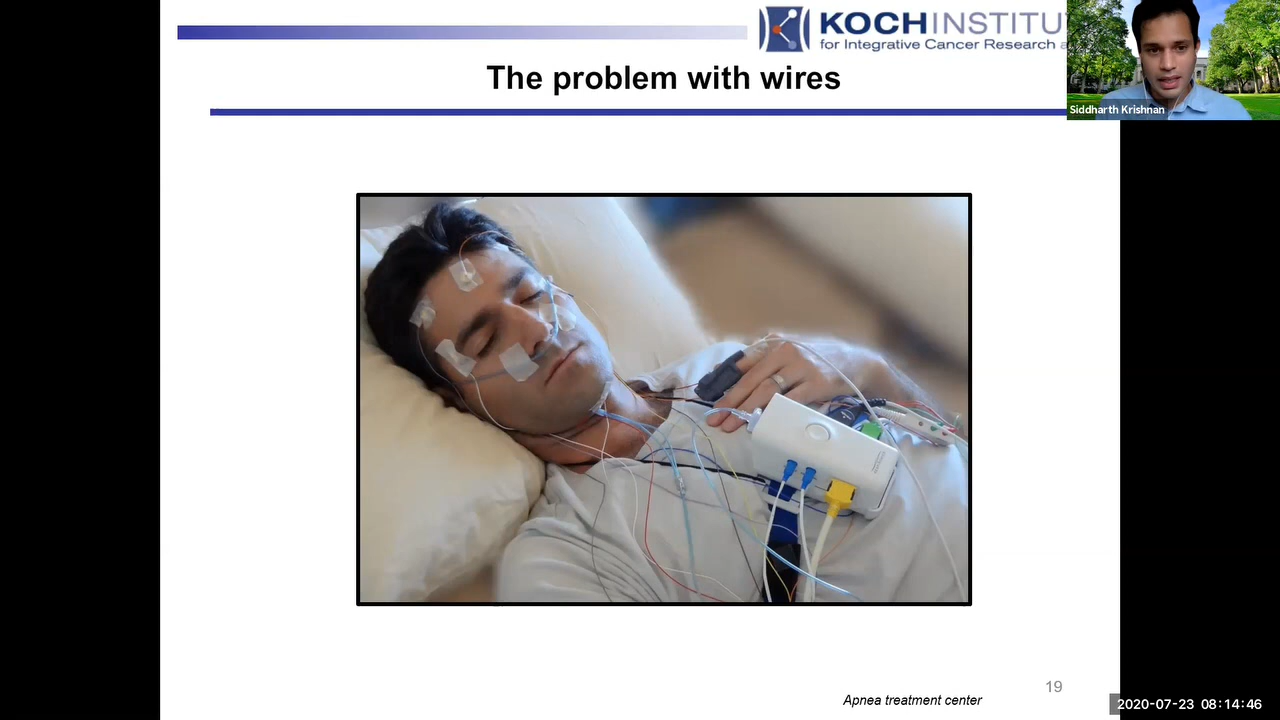 KOCH INSTITU
for Integrative Cancer Research a
The problem with wires
Siddharth Krishnan
19
Apnea treatment center
2020-07-23 08:14:46